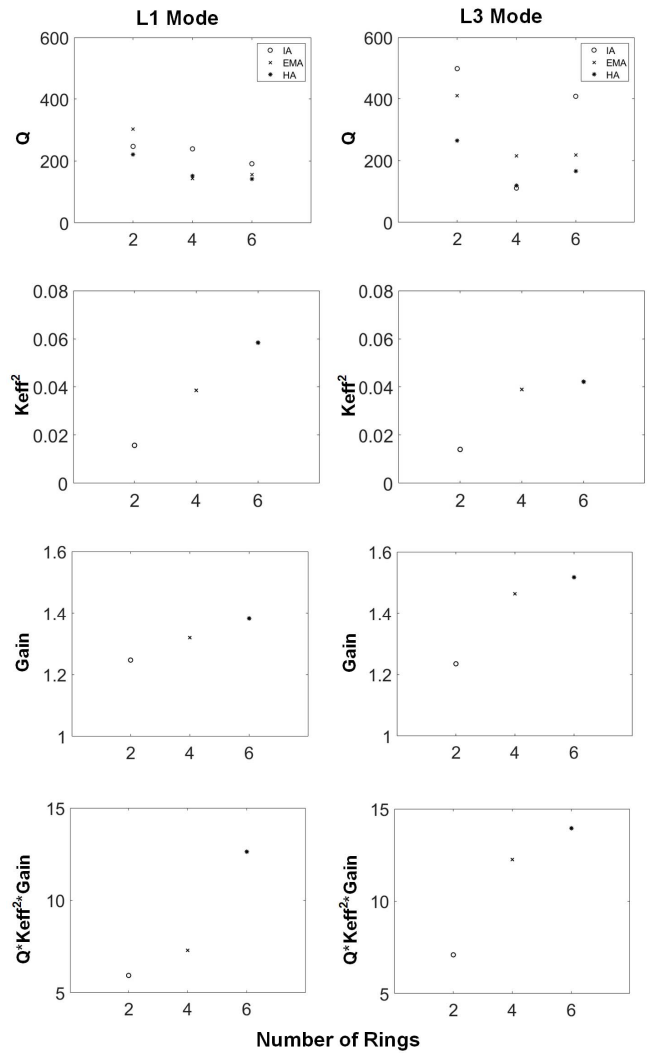 L1 Mode
L3 Mode
600
400
200
0
Q
IA
EMA
HA
2 4 6
600
400
200
0
Q
IA
EMA
HA
2 4 6
0.08
0.06
0.04
0.02
0
Keff²
2 4 6
0.08
0.06
0.04
0.02
0
Keff²
2 4 6
1.6
1.4
1.2
1
Gain
2 4 6
1.6
1.4
1.2
1
Gain
2 4 6
15
10
5
Q*Keff²*Gain
2 4 6
15
10
5
Q*Keff²*Gain
2 4 6
Number of Rings